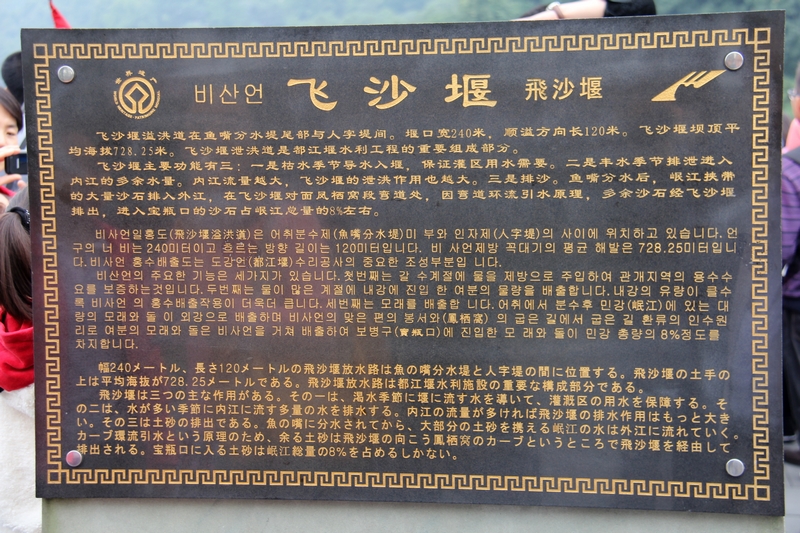 비산언 飞沙堰 飛沙堰
飞沙堰溢洪道在鱼嘴分水堤尾部与人字堤间。堰口宽240米，顺溢方向长120米。飞沙堰坝顶平
均海拔728.25米。飞沙堰溢洪道是都江堰水利工程的重要组成部分。
飞沙堰主要功能有三：一是枯水季节导水入堰，保证灌区用水需要。二是丰水季节排泄进入
内江的多余水量。内江流量越大，飞沙堰的泄洪作用也越大。三是排沙。鱼嘴分水后，岷江挟带
的大量沙石排入外江，在飞沙堰对面凤栖窝段弯道处，因弯道环流引水原理，多余沙石经飞沙堰
排出，进入宝瓶口的沙石占岷江总量的8%左右。
비사언일홍도(飛沙堰溢洪道)은 어취분수제(魚嘴分水堤)미 부와 인자제(人字堤)의 사이에 위치하고 있습니다. 언
구의 너 비는 240미터이고 흐르는 방향 길이는 120미터입니다. 비 사언제방 꼭대기의 평균 해발은 728.25미터입니
다. 비사언 홍수배출도는 도강언(都江堰)수리공사의 중요한 조성부분입 니다.
비산언의 주요한 기능은 세가지가 있습니다. 첫번째는 갈 수계절에 물을 제방으로 주입하여 관개지역의 용수수
요를 보증하는것입니다. 두번째는 물이 많은 계절에 내강에 진입 한 여분의 물량을 배출합니다. 내강의 유량이 클수
록 비사언 의 홍수배출작용이 더욱더 큽니다. 세번째는 모래를 배출합 니다. 어취에서 분수후 민강(岷江)에 있는 대
량의 모래와 돌 이 외강으로 배출하며 비사언의 맞은 편의 봉서와(鳳栖窩) 의 굽은 길에서 굽은 길 환류의 인수원
리로 여분의 모래와 돌은 비사언을 거쳐 배출하여 보병구(寶瓶口)에 진입한 모 래와 돌이 민강 총량의 8%정도를
차지합니다.
幅240メートル、長さ120メートルの飛沙堰放水路は魚の嘴分水堤と人字堤の間に位置する。飛沙堰の土手の
上は平均海抜が728.25メートルである。飛沙堰放水路は都江堰水利施設の重要な構成部分である。
飛沙堰は三つの主な作用がある。その一は、渇水季節に堰に流す水を導いて、灌漑区の用水を保障する。そ
の二は、水が多い季節に内江に流す多量の水を排水する。内江の流量が多ければ飛沙堰の排水作用はもっと大き
い。その三は土砂の排出である。魚の嘴に分水されてから、大部分の土砂を携える岷江の水は外江に流れていく。
カーブ環流引水という原理のため、余る土砂は飛沙堰の向こう鳳栖窝のカーブというところで飛沙堰を経由して
排出される。宝瓶口に入る土砂は岷江総量の8%を占めるしかない。